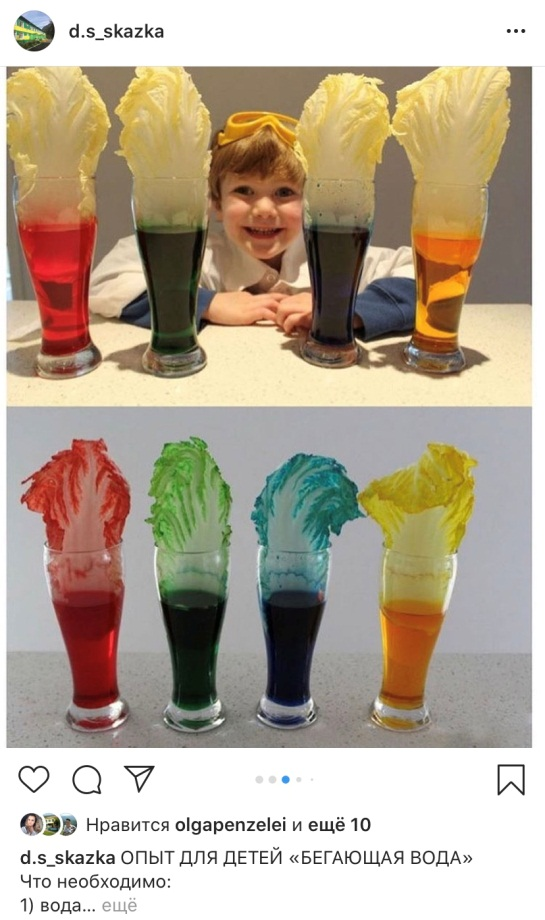 d.s_skazka
Нравится olgapenzelei и ещё 10
d.s_skazka ОПЫТ ДЛЯ ДЕТЕЙ «БЕГАЮЩАЯ ВОДА»
Что необходимо:
1) вода... ещё